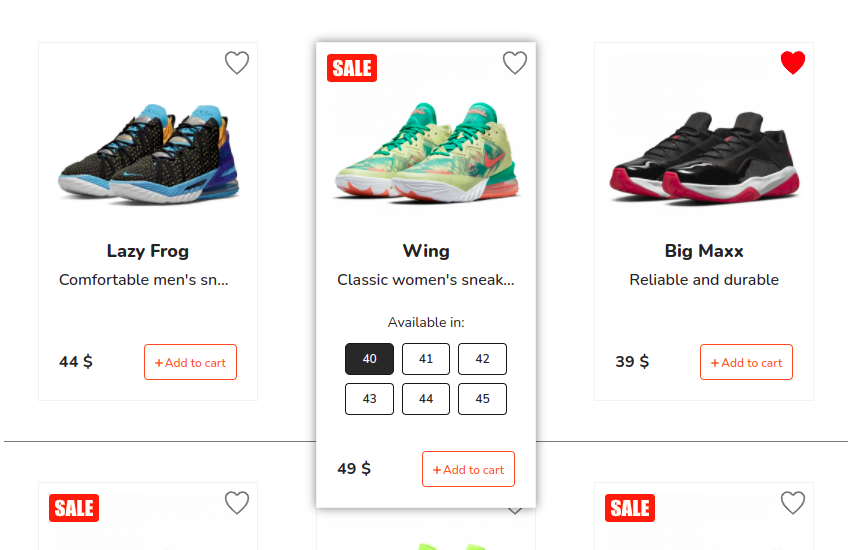 SALE
Lazy Frog
Comfortable men's sn...
44 $
+Add to cart
Wing
Classic women's sneak...
Available in:
40 41 42
43 44 45
49 $
+Add to cart
Big Maxx
Reliable and durable
39 $
+Add to cart
SALE
SALE